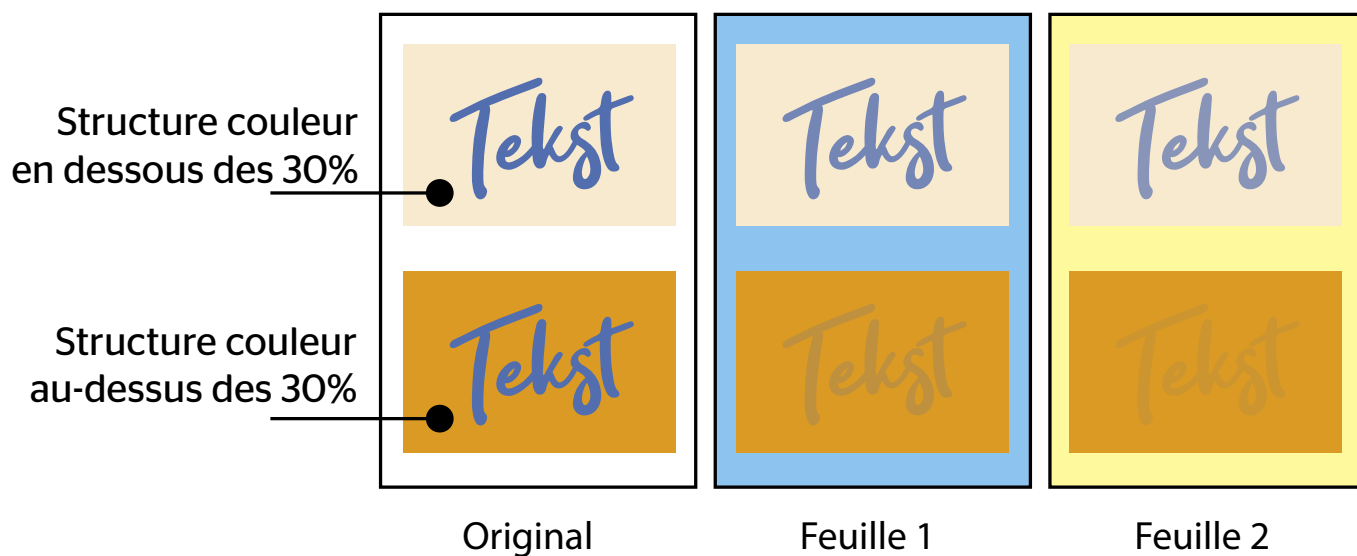 Structure couleur
en dessous des 30%
Tekst
Tekst
Tekst
Structure couleur
au-dessus des 30%
Tekst
Tekst
Tekst
Original
Feuille 1
Feuille 2